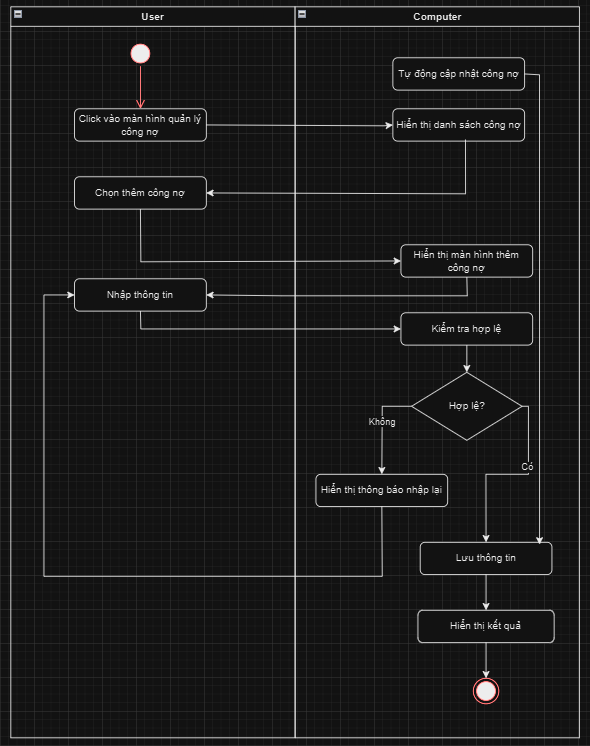 User
Computer
Tự động cập nhật công nợ
Click vào màn hình quản lý
công nợ
Hiển thị danh sách công nợ
Chọn thêm công nợ
Hiển thị màn hình thêm
công nợ
Nhập thông tin
Kiểm tra hợp lệ
Hợp lệ?
Không
Có
Hiển thị thông báo nhập lại
Lưu thông tin
Hiển thị kết quả